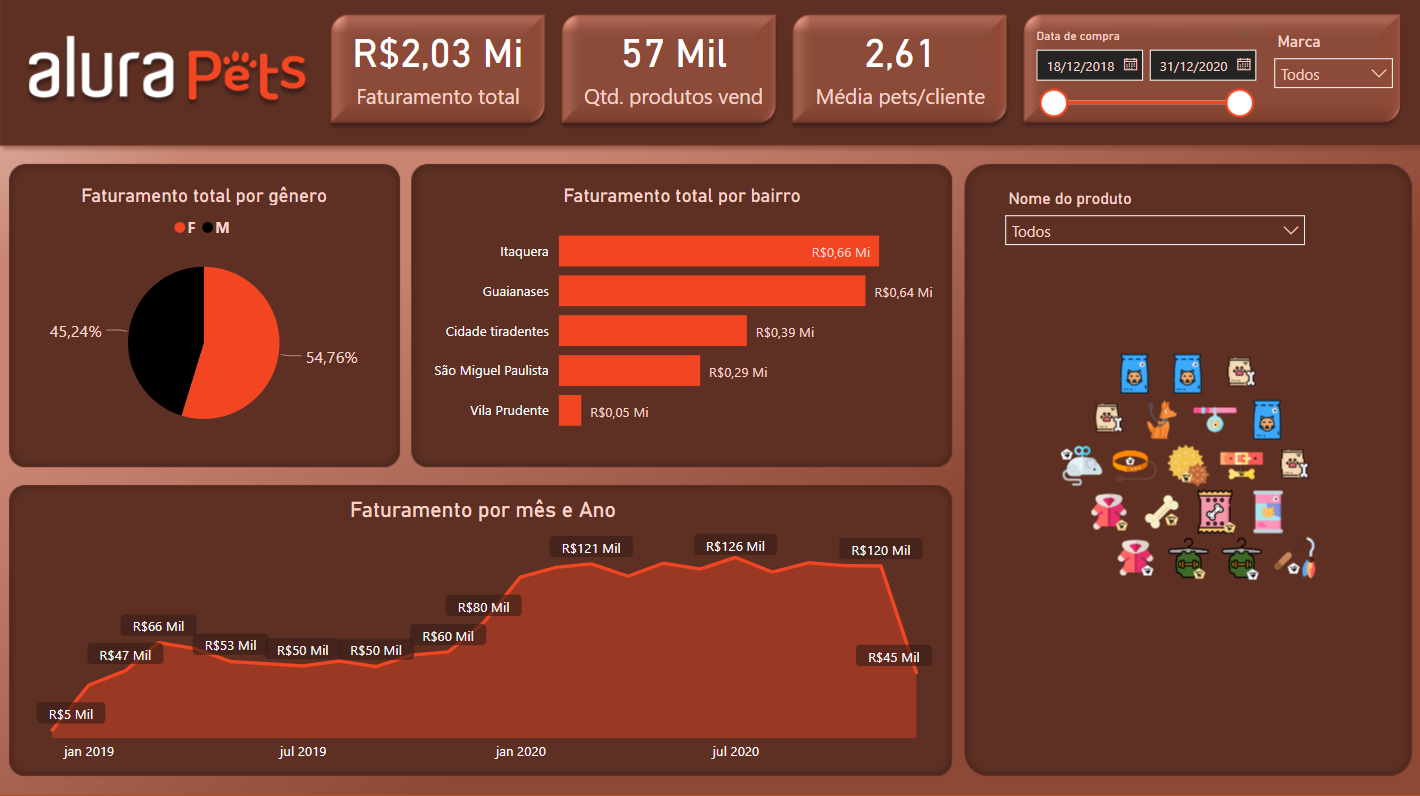 alura Pets
R$2,03 Mi
Faturamento total
57 Mil
Qtd. produtos vend
2,61
Média pets/cliente
Data de compra
18/12/2018
31/12/2020
Marca
Todos
Faturamento total por gênero
F M
45,24%
54,76%
Faturamento total por bairro
Itaquera R$0,66 Mi
Guaianases R$0,64 Mi
Cidade tiradentes R$0,39 Mi
São Miguel Paulista R$0,29 Mi
Vila Prudente R$0,05 Mi
Nome do produto
Todos
Faturamento por mês e Ano
R$5 Mil
R$47 Mil
R$66 Mil
R$53 Mil
R$50 Mil
R$50 Mil
R$60 Mil
R$80 Mil
R$121 Mil
R$126 Mil
R$120 Mil
R$45 Mil
jan 2019
jul 2019
jan 2020
jul 2020